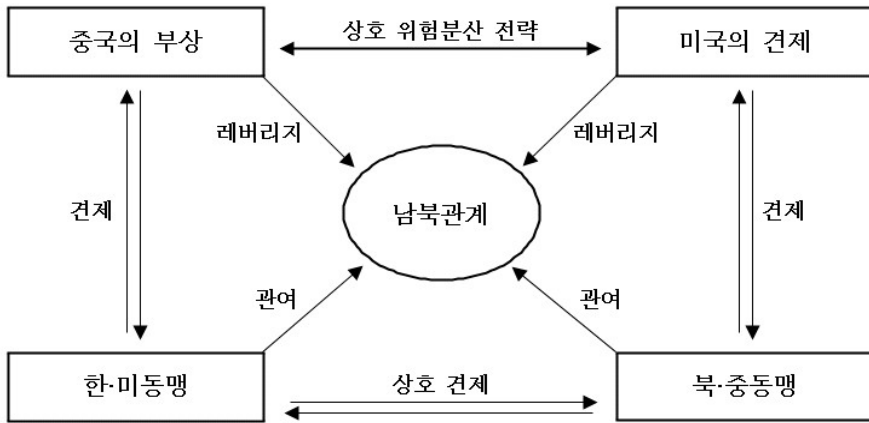 중국의 부상
상호 위험분산 전략
미국의 견제
레버리지
레버리지
견제
남북관계
견제
관여
관여
한·미동맹
상호 견제
북·중동맹